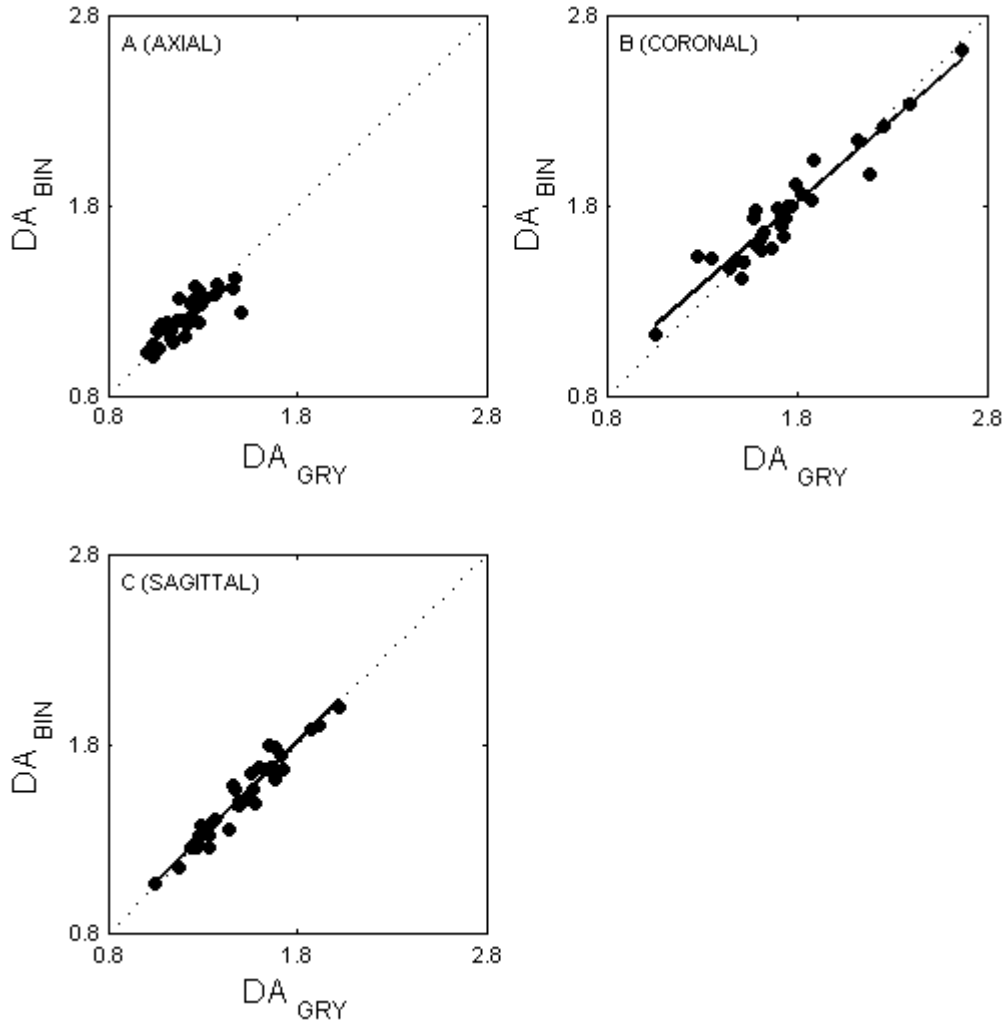 2.8
A (AXIAL)
DA BIN
1.8
0.8
0.8 1.8 2.8
DA GRY
2.8
B (CORONAL)
DA BIN
1.8
0.8
0.8 1.8 2.8
DA GRY
2.8
C (SAGITTAL)
DA BIN
1.8
0.8
0.8 1.8 2.8
DA GRY